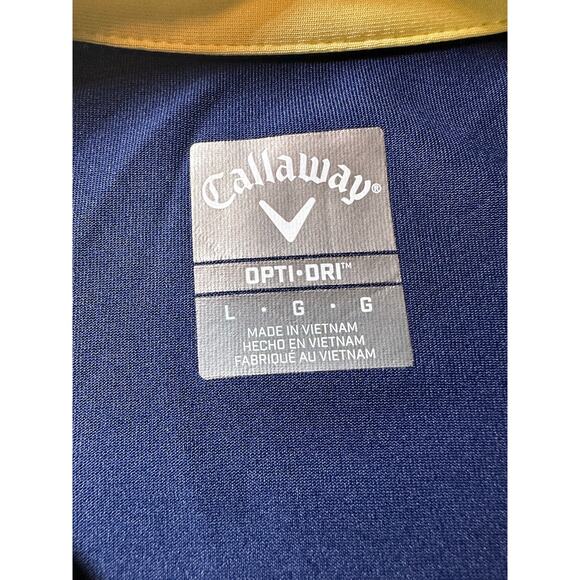 Callaway®
OPTI•DRI™
L • G • G
MADE IN VIETNAM
HECHO EN VIETNAM
FABRIQUÉ AU VIETNAM